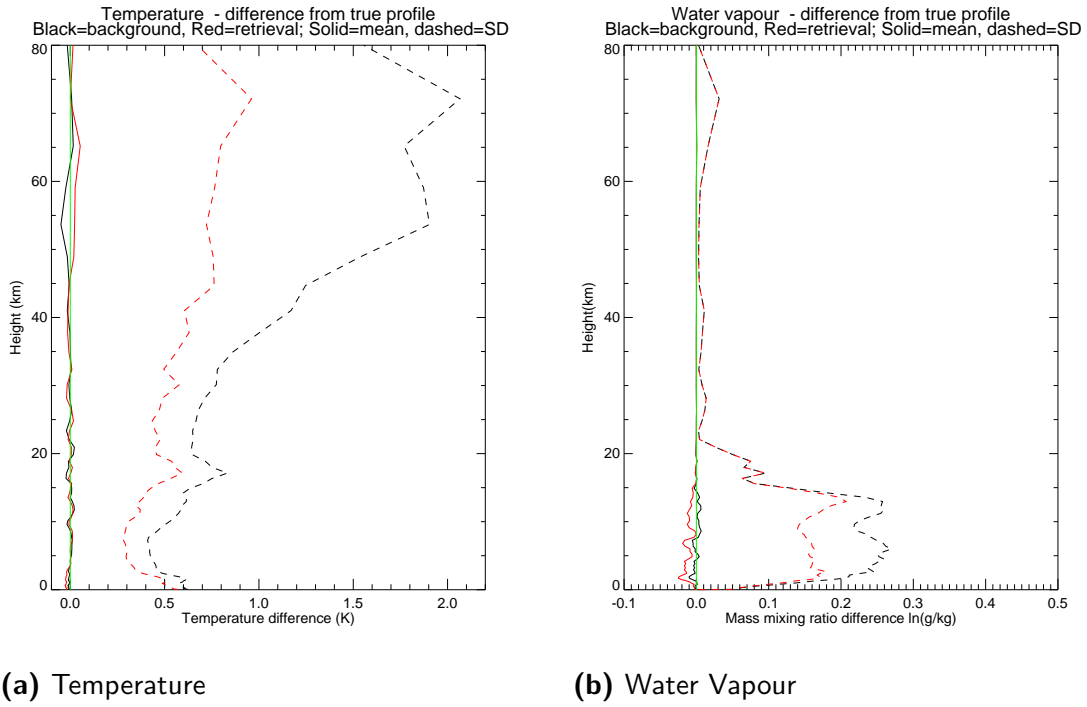 Temperature - difference from true profile
Black=background, Red=retrieval; Solid=mean, dashed=SD
80
60
40
20
0
Height (km)
0.0 0.5 1.0 1.5 2.0
Temperature difference (K)
(a) Temperature
Water vapour - difference from true profile
Black=background, Red=retrieval; Solid=mean, dashed=SD
80
60
40
20
0
Height(km)
-0.1 0.0 0.1 0.2 0.3 0.4 0.5
Mass mixing ratio difference ln(g/kg)
(b) Water Vapour